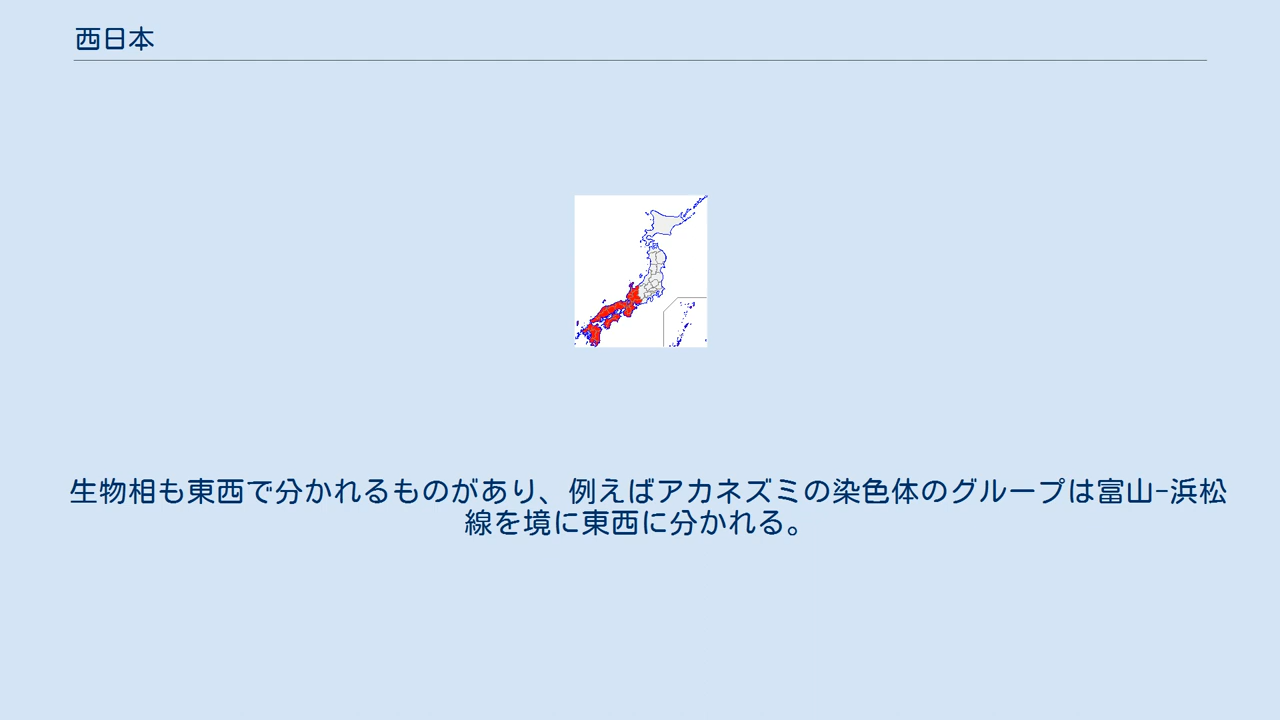 西日本
生物相も東西で分かれるものがあり、例えばアカネズミの染色体のグループは富山-浜松
線を境に東西に分かれる。